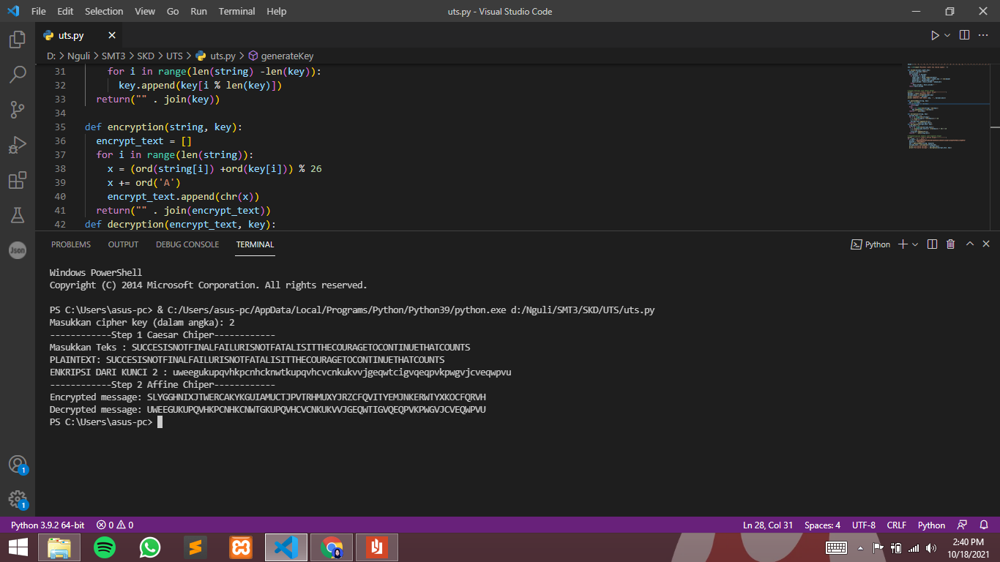 File Edit Selection View Go Run Terminal Help uts.py - Visual Studio Code
uts.py
D: > Nguli > SMT3 > SKD > UTS > uts.py > generateKey
31 for i in range(len(string) -len(key)):
32 key.append(key[i % len(key)])
33 return("" . join(key))
34
35 def encryption(string, key):
36 encrypt_text = []
37 for i in range(len(string)):
38 x = (ord(string[i]) +ord(key[i])) % 26
39 x += ord('A')
40 encrypt_text.append(chr(x))
41 return("" . join(encrypt_text))
42 def decryption(encrypt_text, key):
Json
PROBLEMS OUTPUT DEBUG CONSOLE TERMINAL Python
Windows PowerShell
Copyright (C) 2014 Microsoft Corporation. All rights reserved.
PS C:\Users\asus-pc> & C:/Users/asus-pc/AppData/Local/Programs/Python/Python39/python.exe d:/Nguli/SMT3/SKD/UTS/uts.py
Masukkan cipher key (dalam angka): 2
------------Step 1 Caesar Chiper------------
Masukkan Teks : SUCCESISNOTFINALFAILURISNOTFATALISITTHECOURAGETOCONTINUETHATCOUNTS
PLAINTEXT: SUCCESISNOTFINALFAILURISNOTFATALISITTHECOURAGETOCONTINUETHATCOUNTS
ENKRIPSI DARI KUNCI 2 : uweegukupqvhkpcnhcknwtkupqvhcvcnkukvvjgeqwtcigvqeqpvkpwgvjcveqwpvu
------------Step 2 Affine Chiper------------
Encrypted message: SLYGGHNIXJTWERCAKYKGUIAMUCTJPVTRHMUXYJRZCFQVITYEMJNKERWTYXKOCFQRVH
Decrypted message: UWEEGUKUPQVHKPCNHKCNWTGKUPQVHCVCNKUKVVJGEQWTIGVQEQPVKPWGVJCVEQWPVU
PS C:\Users\asus-pc>
1
1
Python 3.9.2 64-bit 0 0 Ln 28, Col 31 Spaces: 4 UTF-8 CRLF Python
2:40 PM
10/18/2021